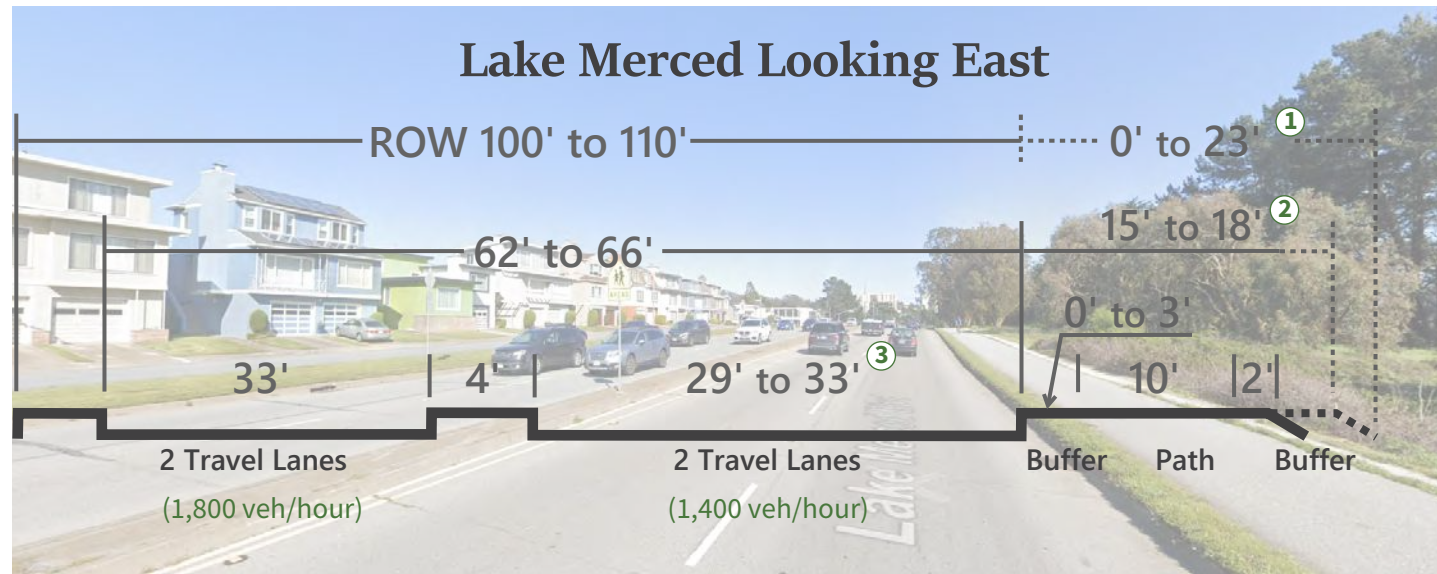 Lake Merced Looking East
ROW 100' to 110'
0' to 23' 1
15' to 18' 2
62' to 66'
0' to 3'
33'
4'
29' to 33' 3
10'
2'
2 Travel Lanes
2 Travel Lanes
Buffer
Path
Buffer
(1,800 veh/hour)
(1,400 veh/hour)